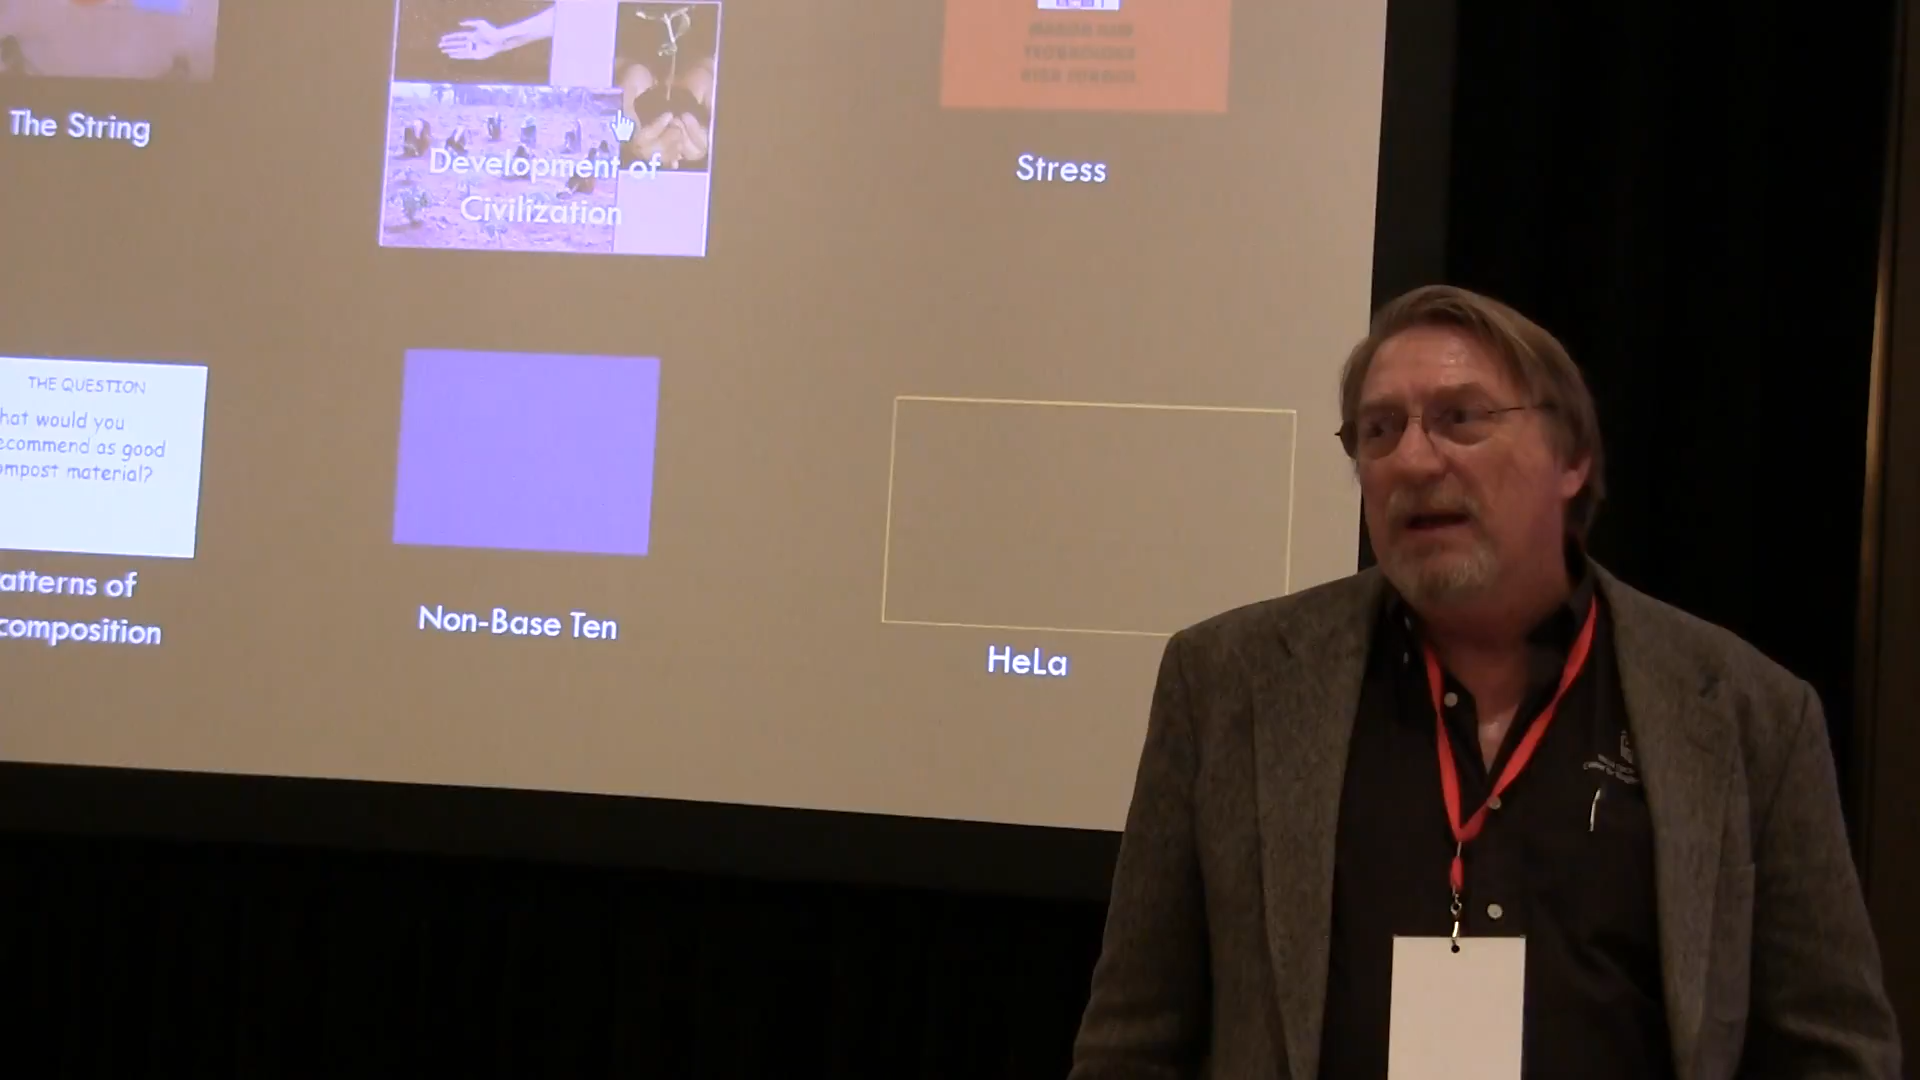 The String
Development of
Civilization
Stress
THE QUESTION
hat would you
ecommend as good
ompost material?
atterns of
composition
Non-Base Ten
HeLa